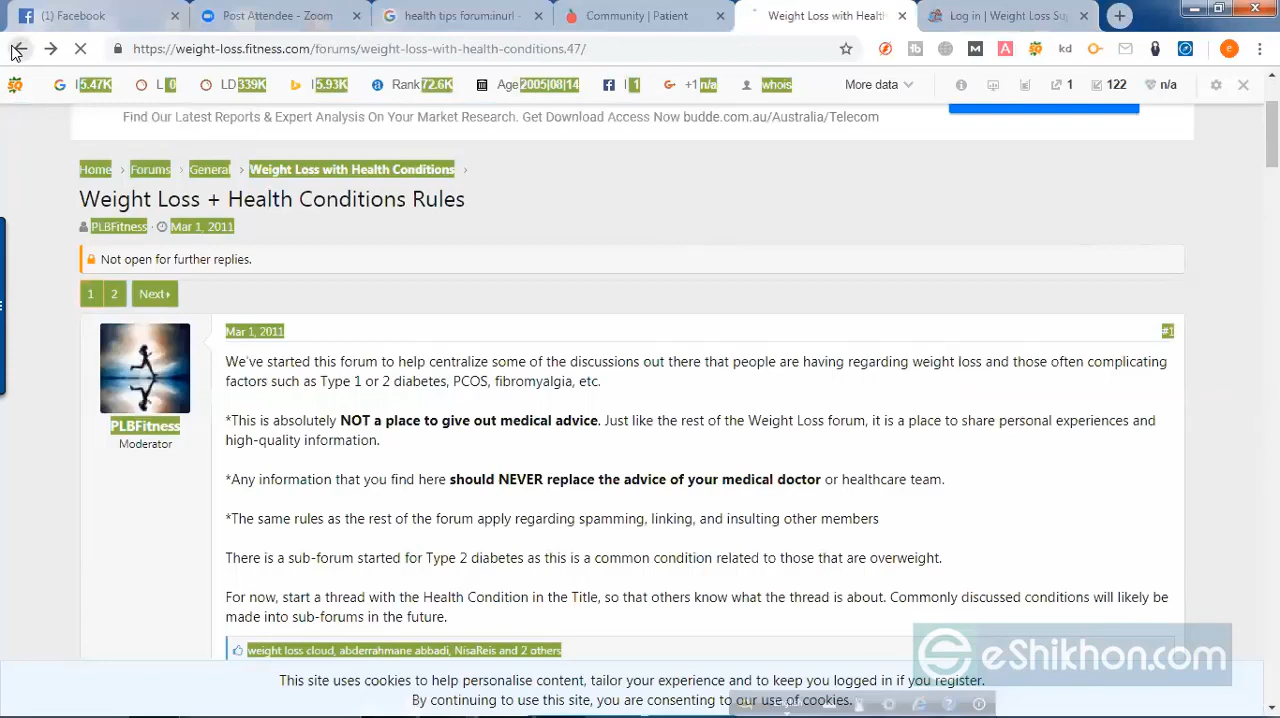 (1) Facebook
Post Attendee - Zoom
health tips forum:inurl -
Community | Patient
Weight Loss with Health
Log in | Weight Loss Su
https://weight-loss.fitness.com/forums/weight-loss-with-health-conditions.47/
I 5.47K L 0 LD 339K I 5.93K Rank 72.6K Age 2005|08|14 I 1 +1 n/a whois More data 1 122 n/a
Find Our Latest Reports & Expert Analysis On Your Market Research. Get Download Access Now budde.com.au/Australia/Telecom
Home Forums General Weight Loss with Health Conditions
Weight Loss + Health Conditions Rules
PLBFitness · Mar 1, 2011
Not open for further replies.
1 2 Next
Mar 1, 2011 #1
We've started this forum to help centralize some of the discussions out there that people are having regarding weight loss and those often complicating
factors such as Type 1 or 2 diabetes, PCOS, fibromyalgia, etc.
*This is absolutely NOT a place to give out medical advice. Just like the rest of the Weight Loss forum, it is a place to share personal experiences and
high-quality information.
PLBFitness
Moderator
*Any information that you find here should NEVER replace the advice of your medical doctor or healthcare team.
*The same rules as the rest of the forum apply regarding spamming, linking, and insulting other members
There is a sub-forum started for Type 2 diabetes as this is a common condition related to those that are overweight.
For now, start a thread with the Health Condition in the Title, so that others know what the thread is about. Commonly discussed conditions will likely be
made into sub-forums in the future.
weight loss cloud, abderrahmane abbadi, NisaReis and 2 others
eShikhon.com
This site uses cookies to help personalise content, tailor your experience and to keep you logged in if you register.
By continuing to use this site, you are consenting to our use of cookies.